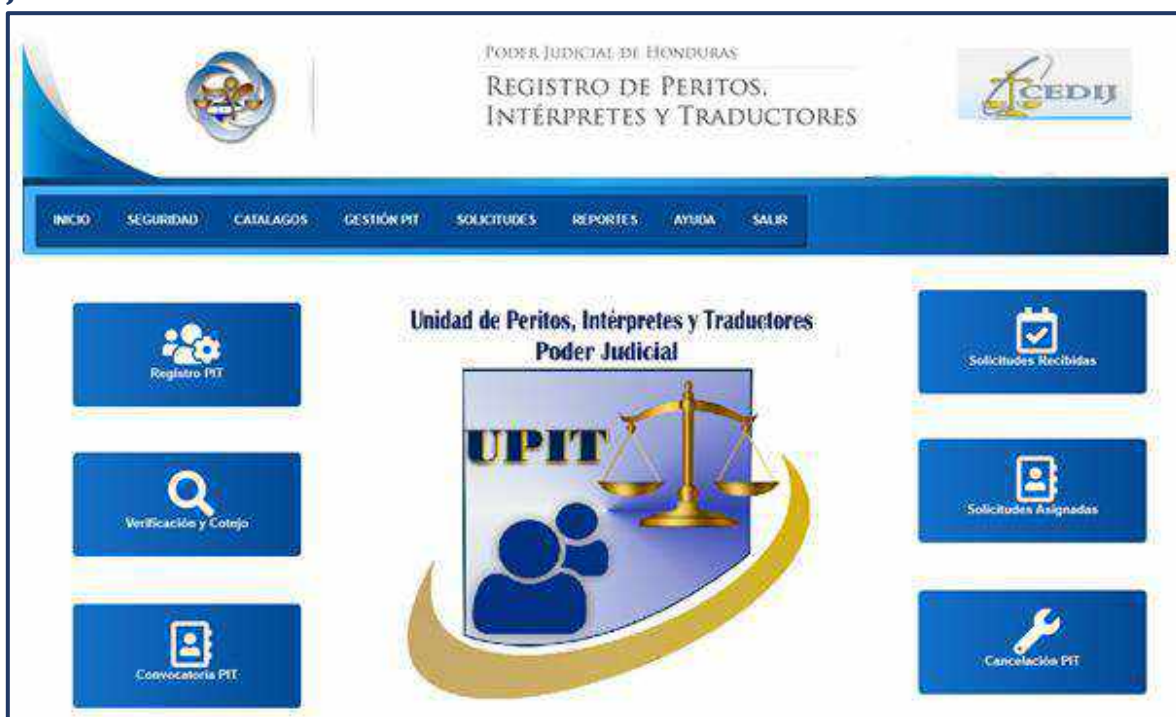 PODER JUDICIAL DE HONDURAS
REGISTRO DE PERITOS,
INTÉRPRETES Y TRADUCTORES
CEDIJ
INICIO SEGURIDAD CATALAGOS GESTIÓN PIT SOLICITUDES REPORTES AYUDA SALIR
Unidad de Peritos, Intérpretes y Traductores
Poder Judicial
UPIT
Registro PIT
Verificación y Cotejo
Convocatoria PIT
Solicitudes Recibidas
Solicitudes Asignadas
Cancelación PIT